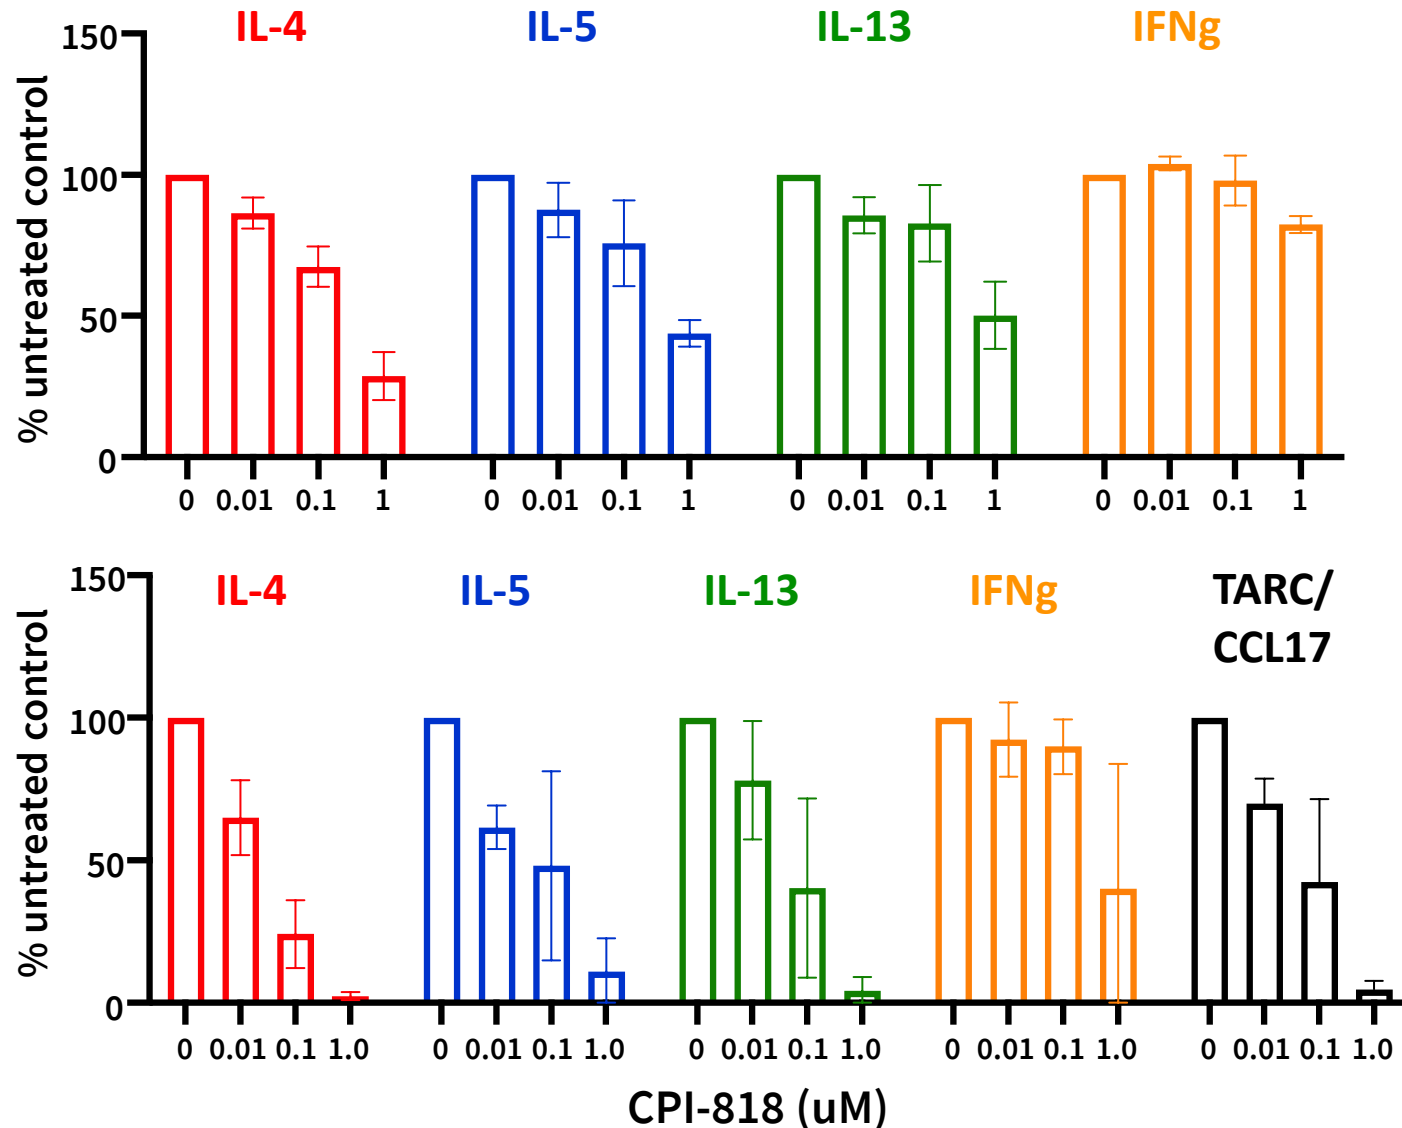 IL-4 IL-5 IL-13 IFNg
% untreated control
150
100
50
0
0 0.01 0.1 1 0 0.01 0.1 1 0 0.01 0.1 1 0 0.01 0.1 1
IL-4 IL-5 IL-13 IFNg TARC/
CCL17
% untreated control
150
100
50
0
0 0.01 0.1 1.0 0 0.01 0.1 1.0 0 0.01 0.1 1.0 0 0.01 0.1 1.0 0 0.01 0.1 1.0
CPI-818 (uM)